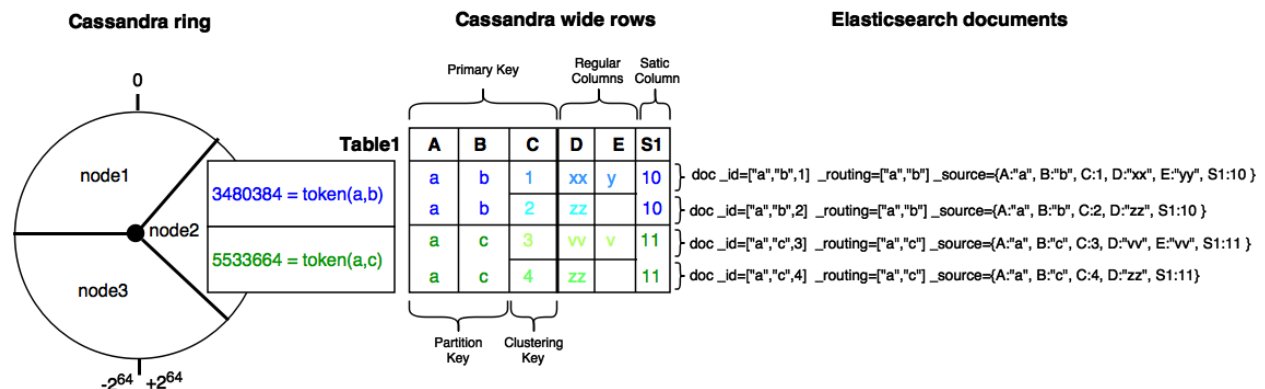 Cassandra ring
Cassandra wide rows
Elasticsearch documents
0
node1
node2
node3
-2^64 +2^64
3480384 = token(a,b)
5533664 = token(a,c)
Primary Key
Regular
Columns
Satic
Column
Table1
A B C D E S1
a b 1 xx y 10
a b 2 zz 10
a c 3 vv v 11
a c 4 zz 11
Partition
Key
Clustering
Key
doc _id=["a","b",1] _routing=["a","b"] _source={A:"a", B:"b", C:1, D:"xx", E:"yy", S1:10 }
doc _id=["a","b",2] _routing=["a","b"] _source={A:"a", B:"b", C:2, D:"zz", S1:10 }
doc _id=["a","c",3] _routing=["a","c"] _source={A:"a", B:"c", C:3, D:"vv", E:"vv", S1:11 }
doc _id=["a","c",4] _routing=["a","c"] _source={A:"a", B:"c", C:4, D:"zz", S1:11}